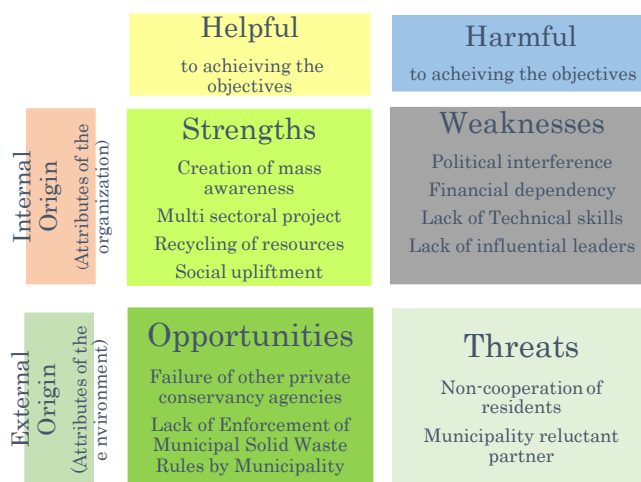 Helpful
to acheiving the
objectives
Harmful
to acheiving the objectives
Internal
Origin
(Attributes of the
organization)
Strengths
Creation of mass
awareness
Multi sectoral project
Recycling of resources
Social upliftment
Weaknesses
Political interference
Financial dependency
Lack of Technical skills
Lack of influential leaders
External
Origin
(Attributes of the
e nvironment)
Opportunities
Failure of other private
conservancy agencies
Lack of Enforcement of
Municipal Solid Waste
Rules by Municipality
Threats
Non-cooperation of
residents
Municipality reluctant
partner